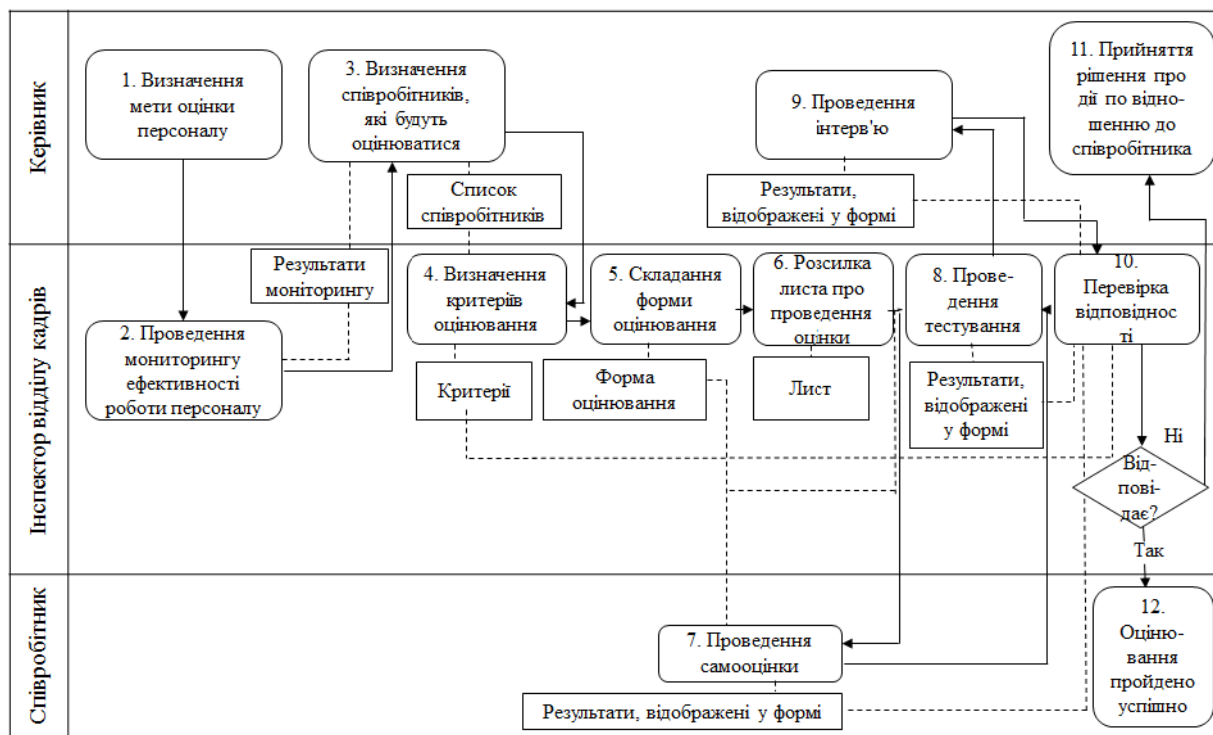 Керівник
1. Визначення
мети оцінки
персоналу
3. Визначення
співробітників,
які будуть
оцінюватися
9. Проведення
інтерв'ю
11. Прийняття
рішення про
дії по відно-
шенню до
співробітника
Список
співробітників
Результати,
відображені у формі
Інспектор відділу кадрів
Результати
моніторингу
2. Проведення
мониторингу
ефективності
роботи персоналу
4. Визначення
критеріїв
оцінювання
5. Складання
форми
оцінювання
6. Розсилка
листа про
проведення
оцінки
8. Прове-
дення
тестування
10.
Перевірка
відповіднос
ті
Критерії
Форма
оцінювання
Лист
Результати,
відображені
у формі
Ні
Від-
пові-
дає?
Так
Співробітник
7. Проведення
самооцінки
Результати, відображені у формі
12.
Оціню-
вання
пройдено
успішно